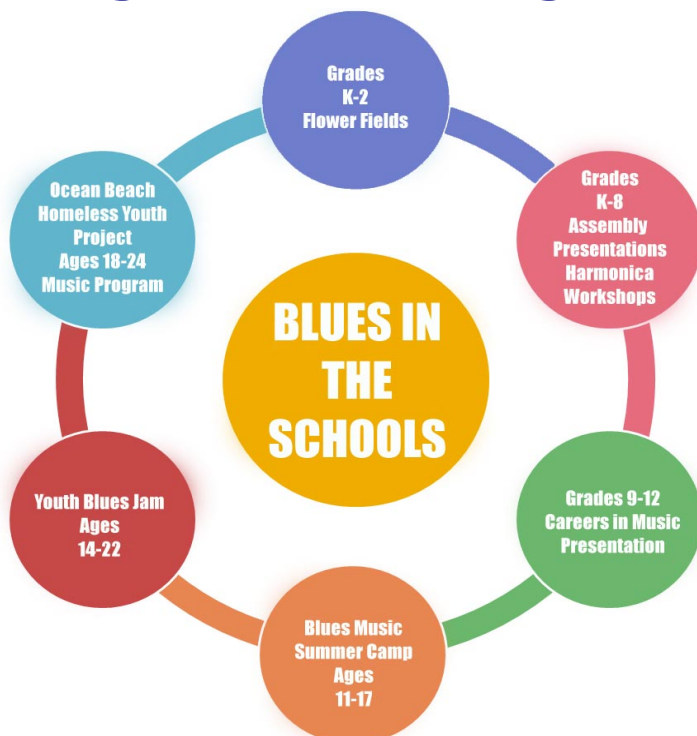 Grades
K-2
Flower Fields
Grades
K-8
Assembly
Presentations
Harmonica
Workshops
Grades 9-12
Careers in Music
Presentation
Blues Music
Summer Camp
Ages
11-17
Youth Blues Jam
Ages
14-22
Ocean Beach
Homeless Youth
Project
Ages 18-24
Music Program
BLUES IN
THE
SCHOOLS